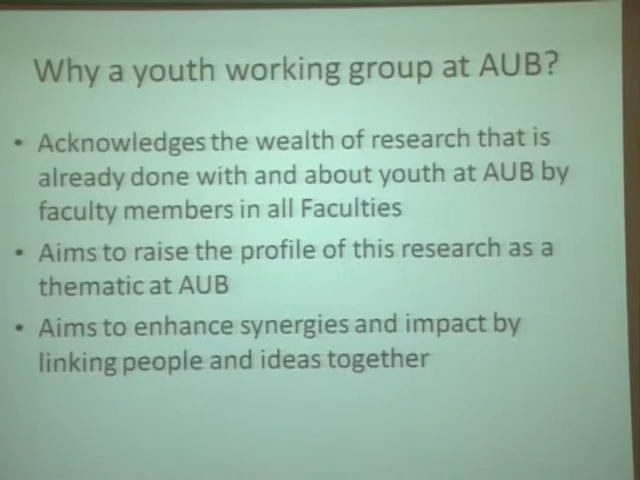 Why a youth working group at AUB?
• Acknowledges the wealth of research that is
already done with and about youth at AUB by
faculty members in all Faculties
• Aims to raise the profile of this research as a
thematic at AUB
• Aims to enhance synergies and impact by
linking people and ideas together